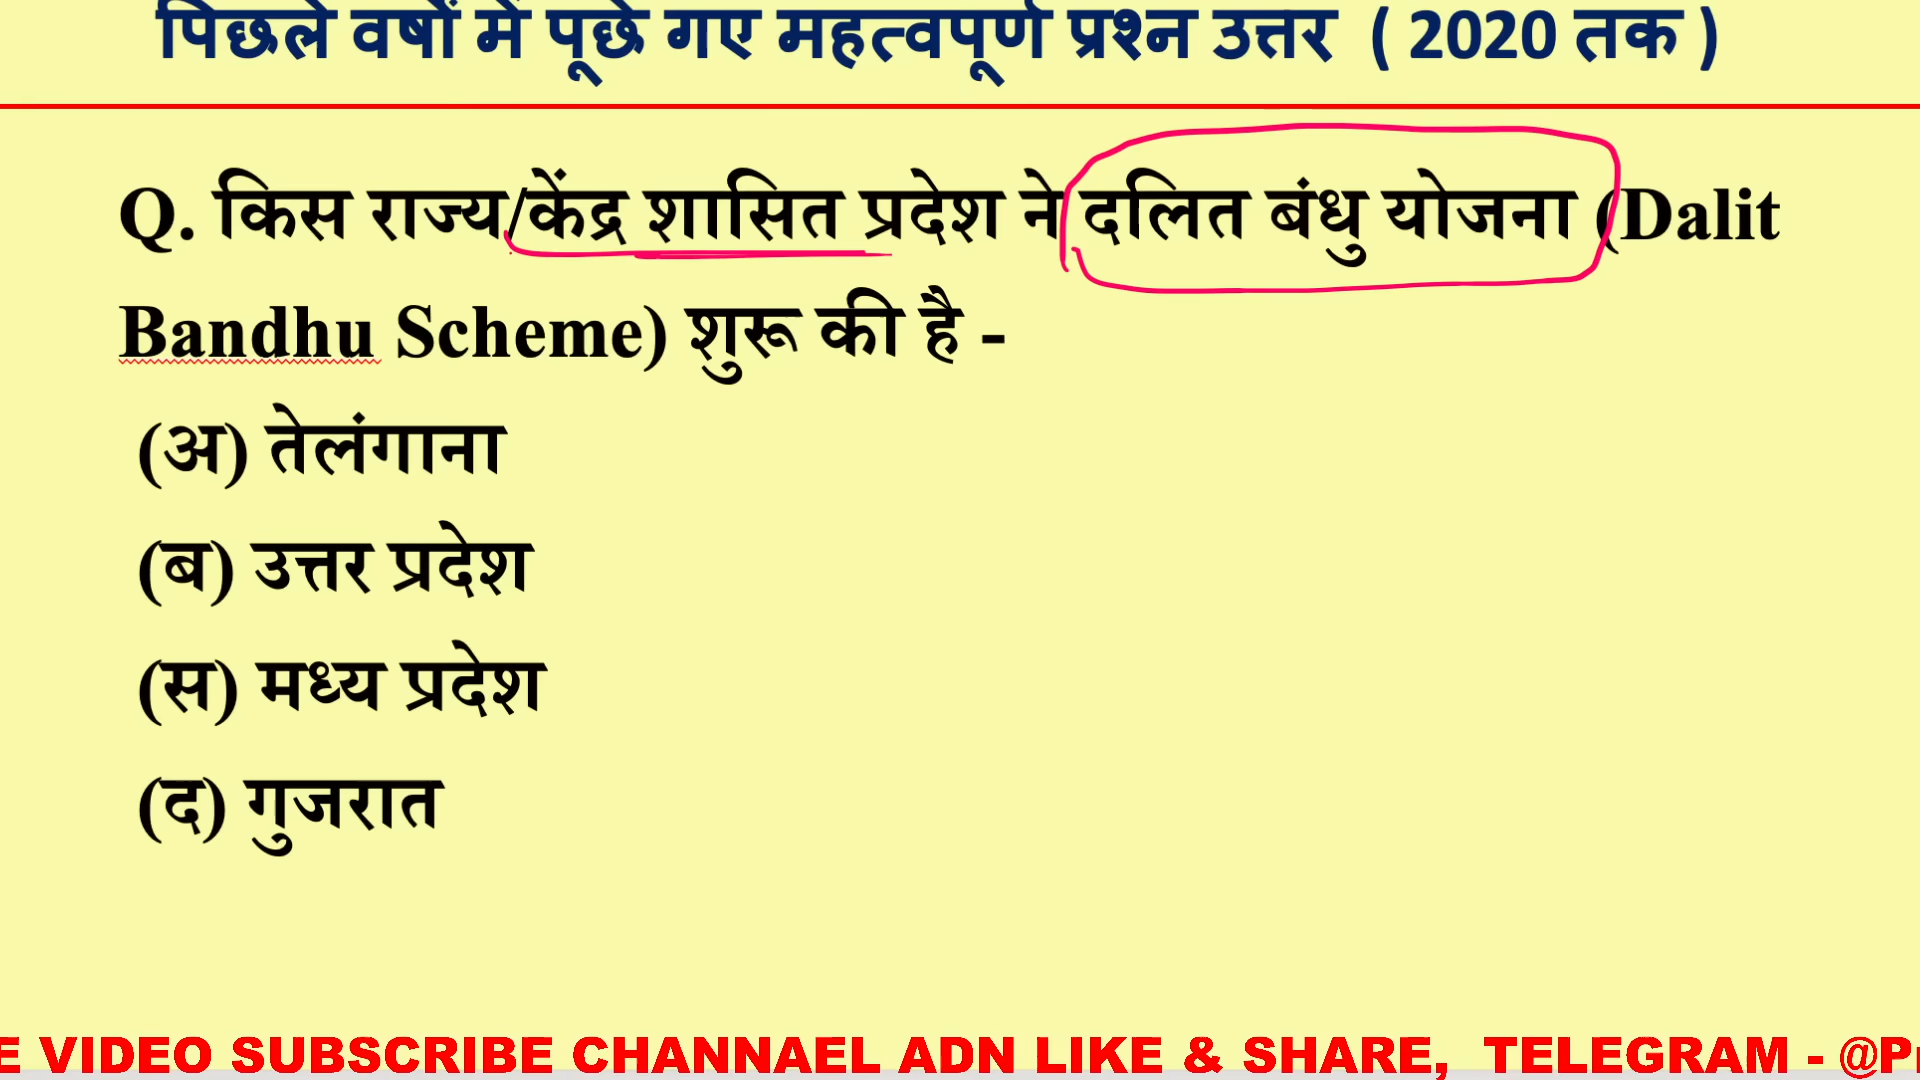 पिछले वर्षों में पूछे गए महत्वपूर्ण प्रश्न उत्तर ( 2020 तक )
Q. किस राज्य/केंद्र शासित प्रदेश ने दलित बंधु योजना (Dalit
Bandhu Scheme) शुरू की है -
(अ) तेलंगाना
(ब) उत्तर प्रदेश
(स) मध्य प्रदेश
(द) गुजरात
E VIDEO SUBSCRIBE CHANNAEL ADN LIKE & SHARE, TELEGRAM - @P